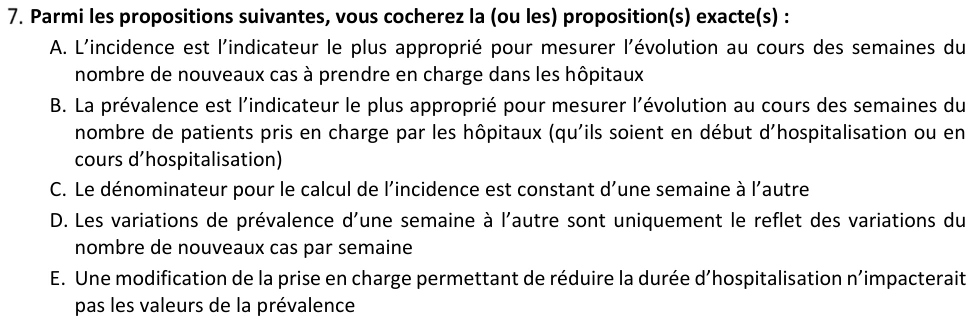 7. Parmi les propositions suivantes, vous cocherez la (ou les) proposition(s) exacte(s) :
A. L’incidence est l’indicateur le plus approprié pour mesurer l’évolution au cours des semaines du
nombre de nouveaux cas à prendre en charge dans les hôpitaux
B. La prévalence est l’indicateur le plus approprié pour mesurer l’évolution au cours des semaines du
nombre de patients pris en charge par les hôpitaux (qu’ils soient en début d’hospitalisation ou en
cours d’hospitalisation)
C. Le dénominateur pour le calcul de l’incidence est constant d’une semaine à l’autre
D. Les variations de prévalence d’une semaine à l’autre sont uniquement le reflet des variations du
nombre de nouveaux cas par semaine
E. Une modification de la prise en charge permettant de réduire la durée d’hospitalisation n’impacterait
pas les valeurs de la prévalence